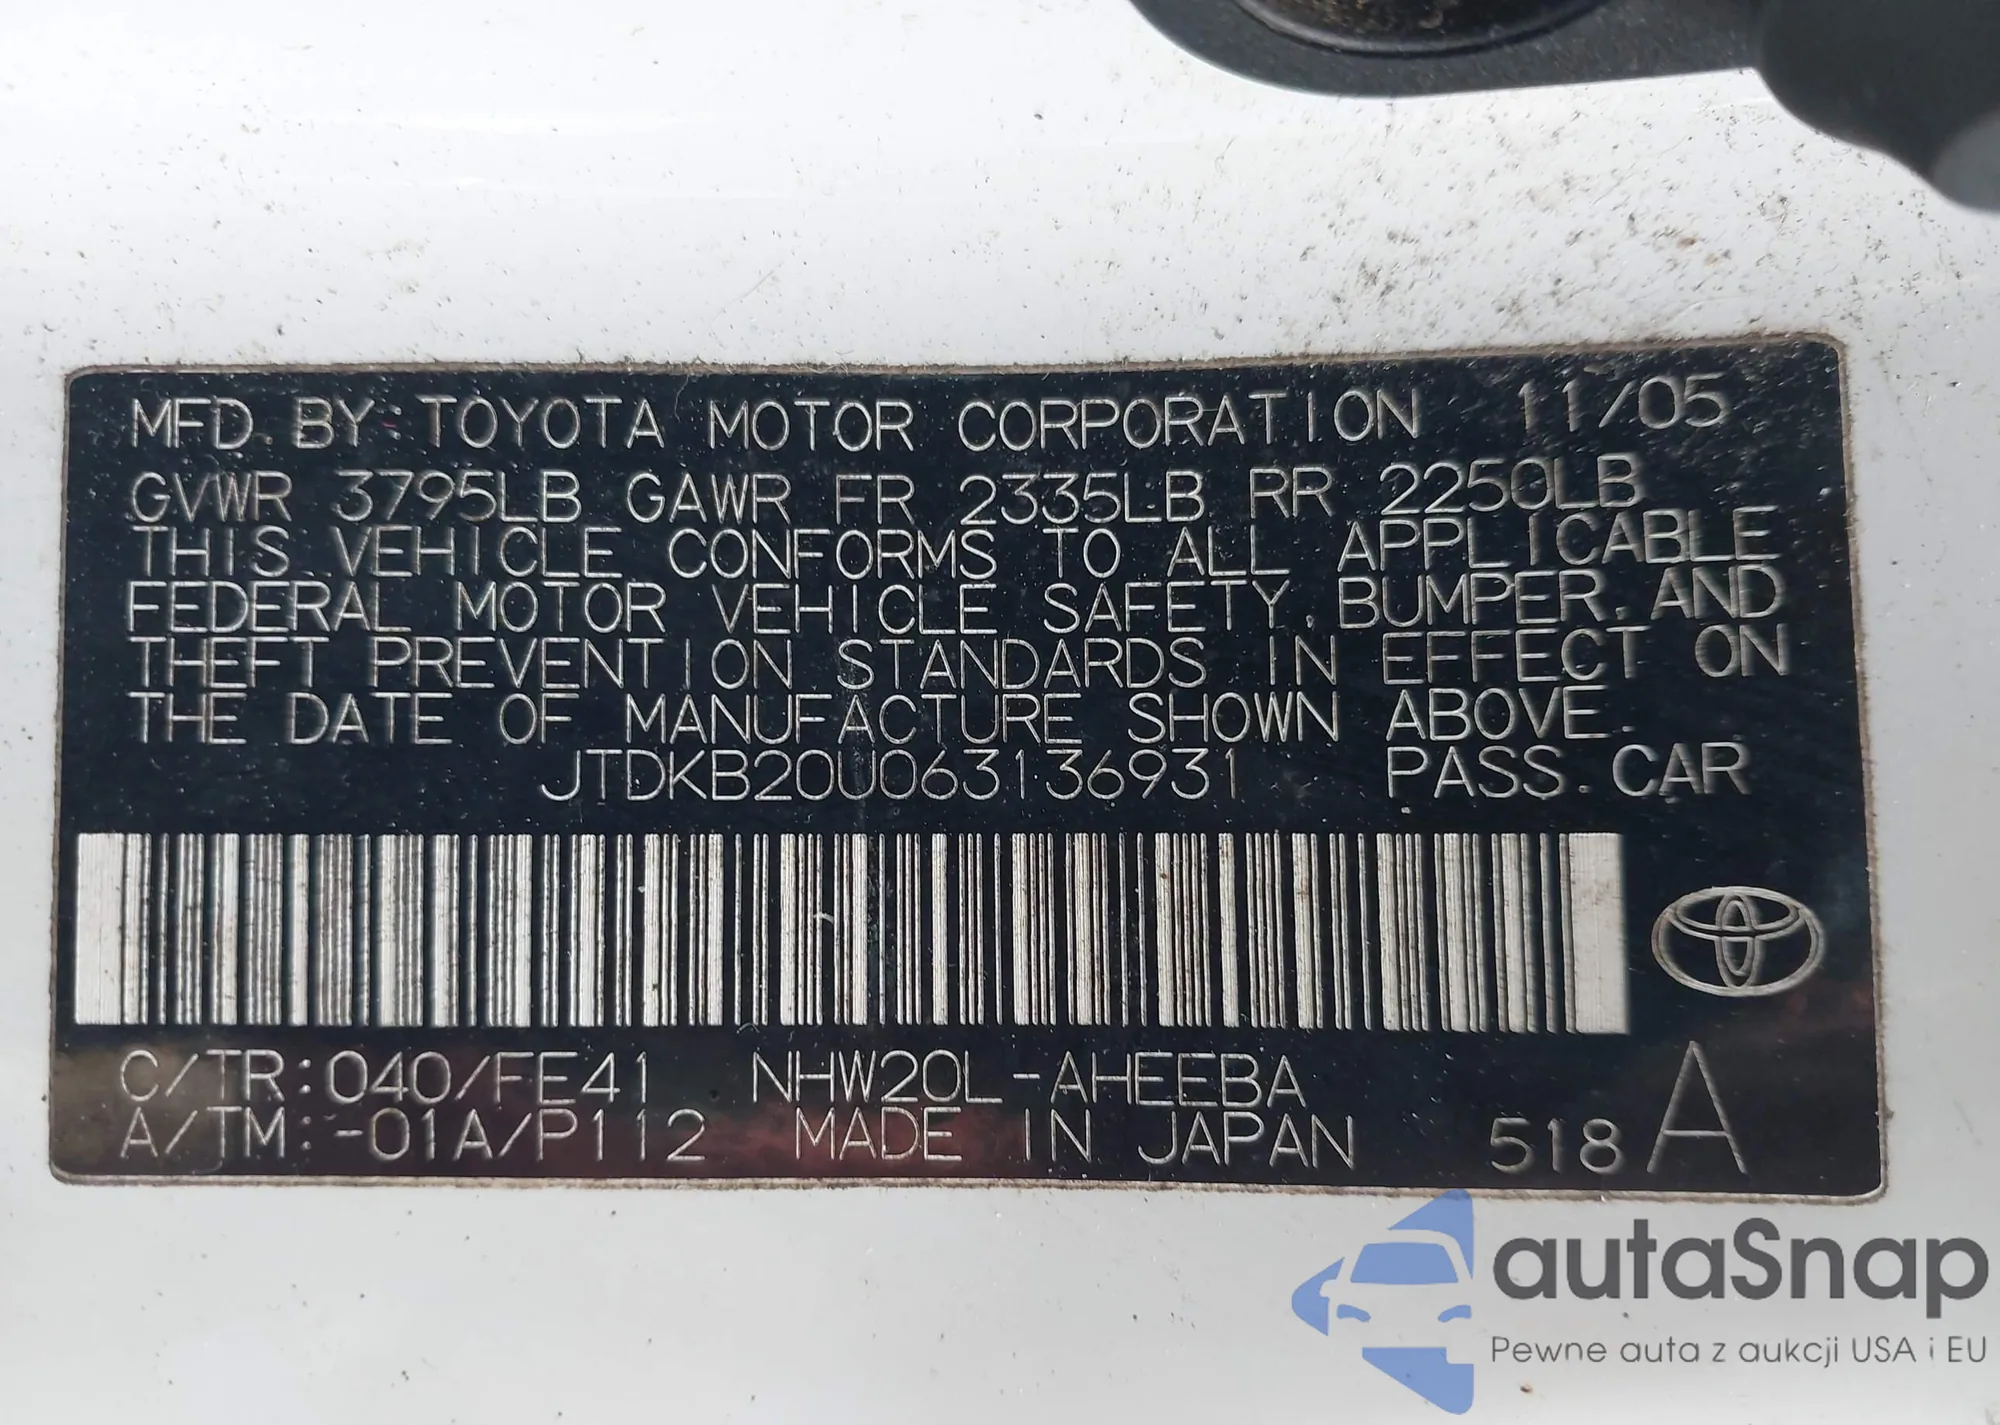 MFD. BY: TOYOTA MOTOR CORPORATION 11/05
GVWR 3795LB GAWR FR 2335LB RR 2250LB
THIS VEHICLE CONFORMS TO ALL APPLICABLE
FEDERAL MOTOR VEHICLE SAFETY, BUMPER, AND
THEFT PREVENTION STANDARDS IN EFFECT ON
THE DATE OF MANUFACTURE SHOWN ABOVE.
JTDKB20U063136931 PASS. CAR
C/TR:040/FE41 NHW20L-AHEEBA
A/TM:-01A/P112 MADE IN JAPAN 518 A
autaSnap
Pewne auta z aukcji USA i EU